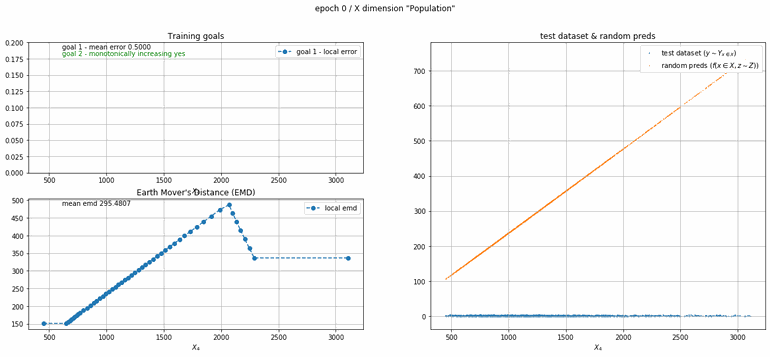 epoch 0 / X dimension "Population"
Training goals
goal 1 - mean error 0.5000
goal 2 - monotonically increasing yes
goal 1 - local error
0.200
0.175
0.150
0.125
0.100
0.075
0.050
0.025
0.000
500 1000 1500 2000 2500 3000
Earth Mover's Distance (EMD)
mean emd 295.4807
local emd
500
450
400
350
300
250
200
150
500 1000 1500 2000 2500 3000
X₄
test dataset & random preds
test dataset (y ∼ Yₓ ∈ ₓ)
random preds (f(x ∈ X, z ∼ Z))
700
600
500
400
300
200
100
0
500 1000 1500 2000 2500 3000
X₄